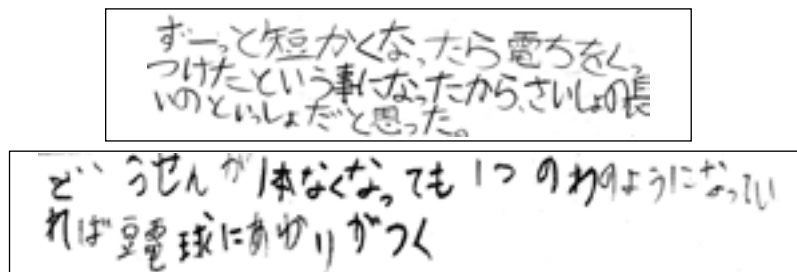 ずーっと短かくなったら電ちをくっ
つけたという事になったから、さいしょの長
いのといっしょだと思った。
どうせんが1本なくなっても1つのわのようになってい
れば豆電球にあかりがつく